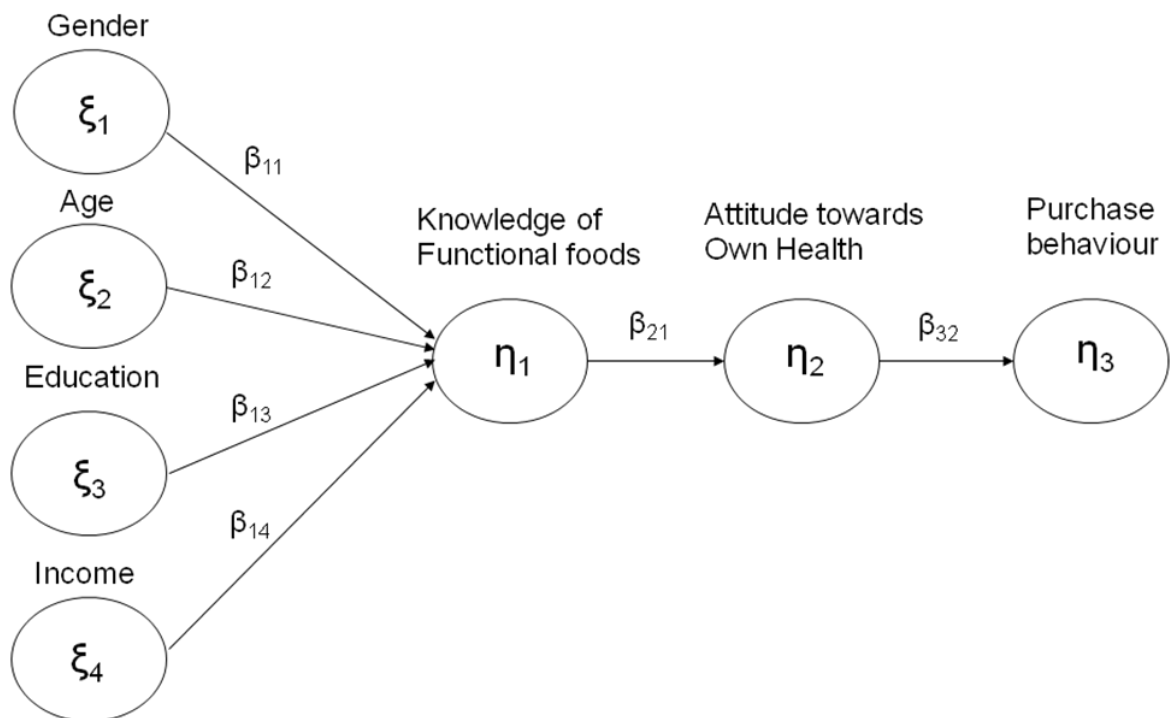 Gender
ξ1
β11
Age
ξ2
β12
Education
ξ3
β13
Income
ξ4
β14
Knowledge of
Functional foods
η1
β21
Attitude towards
Own Health
η2
β32
Purchase
behaviour
η3